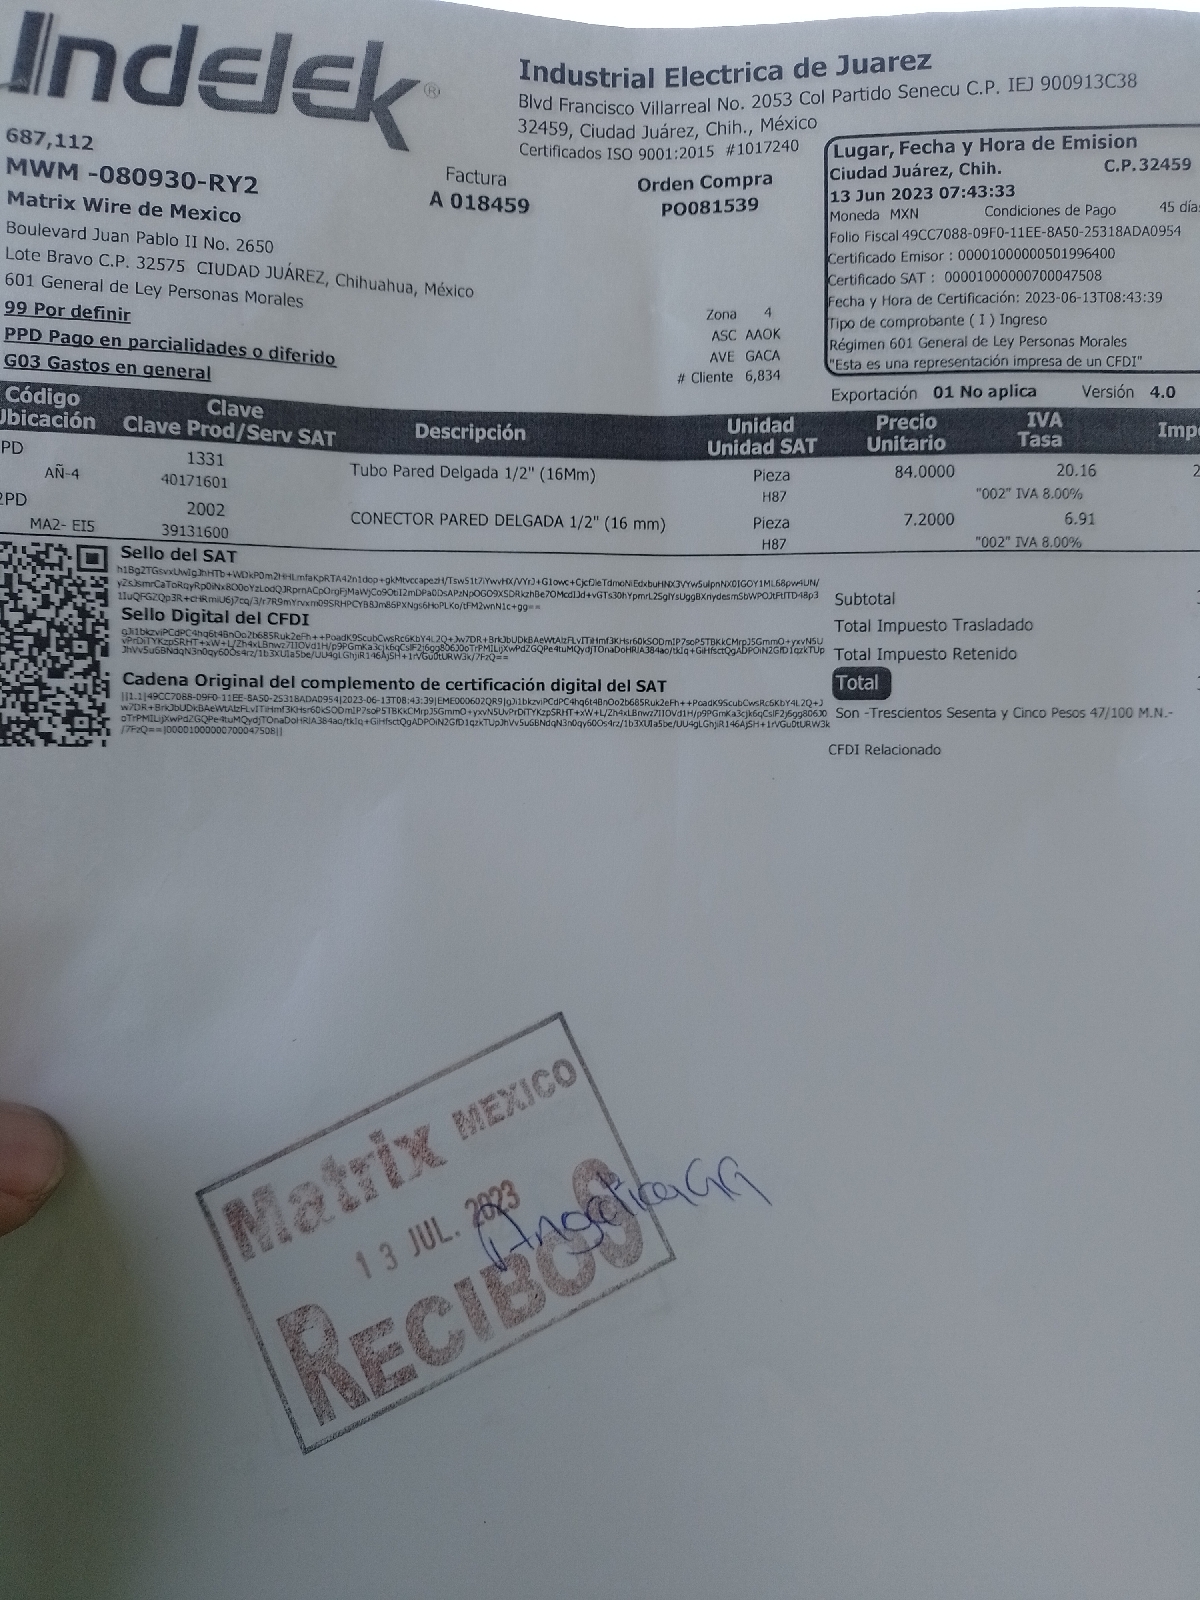 Indelek®
Industrial Electrica de Juarez
Blvd Francisco Villarreal No. 2053 Col Partido Senecu C.P. IEJ 900913C38
32459, Ciudad Juárez, Chih., México
Certificados ISO 9001:2015 #1017240
687,112
MWM -080930-RY2
Matrix Wire de Mexico
Boulevard Juan Pablo II No. 2650
Lote Bravo C.P. 32575 CIUDAD JUÁREZ, Chihuahua, México
601 General de Ley Personas Morales
99 Por definir
PPD Pago en parcialidades o diferido
G03 Gastos en general
Factura
A 018459
Orden Compra
PO081539
Zona 4
ASC AAOK
AVE GACA
# Cliente 6,834
Lugar, Fecha y Hora de Emision
Ciudad Juárez, Chih. C.P.32459
13 Jun 2023 07:43:33
Moneda MXN Condiciones de Pago 45
Folio Fiscal 49CC7088-09F0-11EE-8A50-25318ADA0954
Certificado Emisor : 00001000000501996400
Certificado SAT : 00001000000700047508
Fecha y Hora de Certificación: 2023-06-13T08:43:39
Tipo de comprobante ( I ) Ingreso
Régimen 601 General de Ley Personas Morales
"Esta es una representación impresa de un CFDI"
Exportación 01 No aplica Versión 4.0
Código Clave Descripción Unidad Precio IVA
Ubicación Clave Prod/Serv SAT Unidad SAT Unitario Tasa
PD 1331 Tubo Pared Delgada 1/2" (16Mm) Pieza 84.0000 20.16
AÑ-4 40171601 H87 "002" IVA 8.00%
2PD 2002 CONECTOR PARED DELGADA 1/2" (16 mm) Pieza 7.2000 6.91
MA2- EI5 39131600 H87 "002" IVA 8.00%
Sello del SAT
Sello Digital del CFDI
Cadena Original del complemento de certificación digital del SAT
Subtotal
Total Impuesto Trasladado
Total Impuesto Retenido
Total
Son -Trescientos Sesenta y Cinco Pesos 47/100 M.N.-
CFDI Relacionado
Matrix MEXICO
13 JUL. 2023
RECIBOS